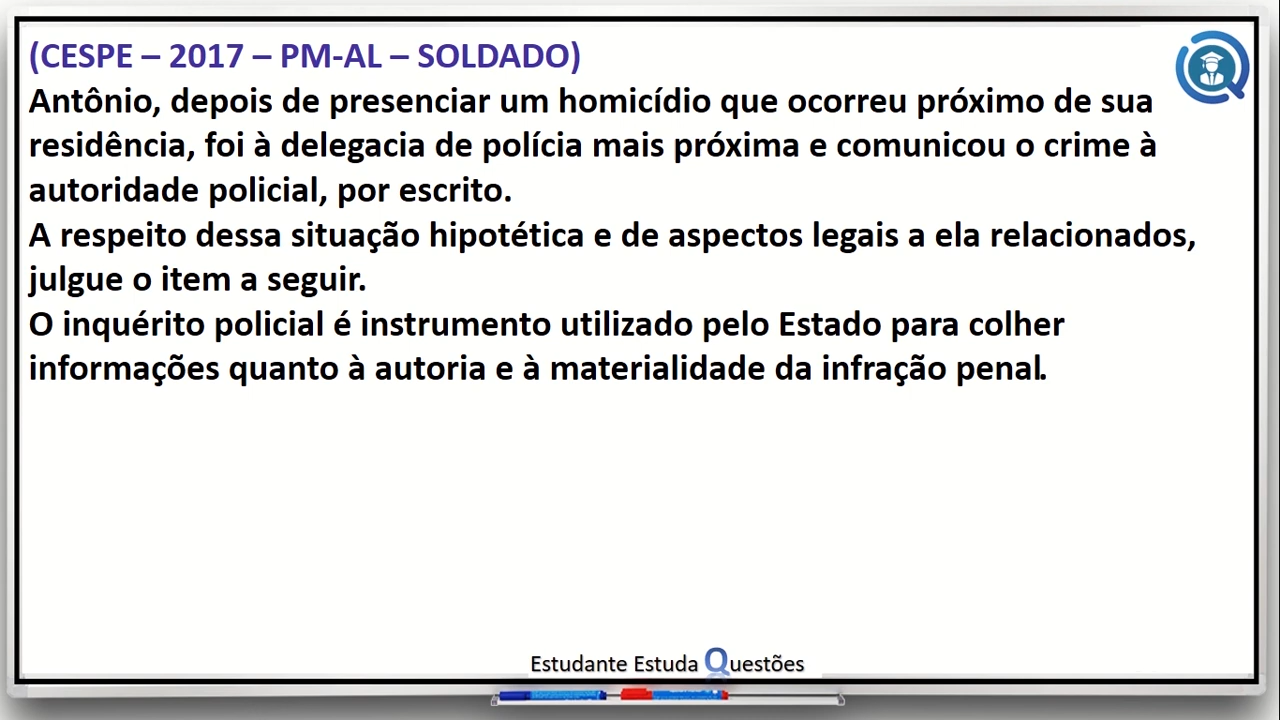 (CESPE – 2017 – PM-AL – SOLDADO)
Antônio, depois de presenciar um homicídio que ocorreu próximo de sua
residência, foi à delegacia de polícia mais próxima e comunicou o crime à
autoridade policial, por escrito.
A respeito dessa situação hipotética e de aspectos legais a ela relacionados,
julgue o item a seguir.
O inquérito policial é instrumento utilizado pelo Estado para colher
informações quanto à autoria e à materialidade da infração penal.
Estudante Estuda Questões